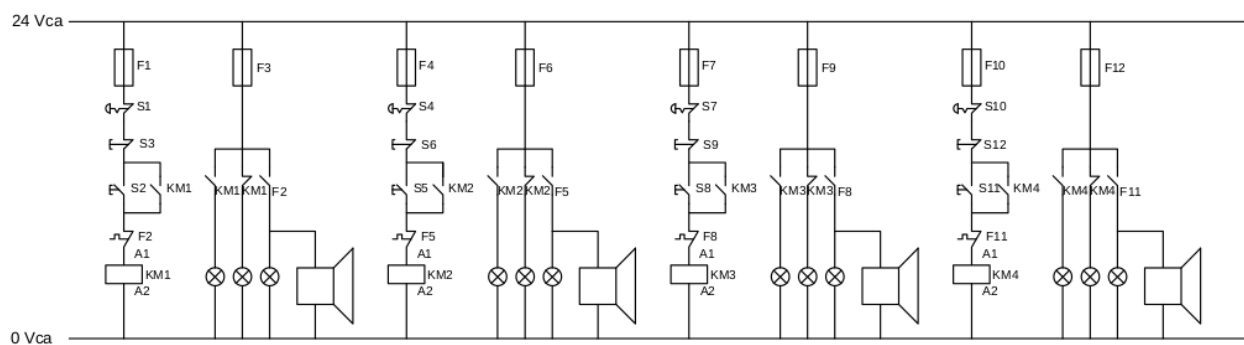 24 Vca
F1 F3 F4 F6 F7 F9 F10 F12
S1 S4 S7 S10
S3 S6 S9 S12
S2 KM1 KM1 KM1 F2 S5 KM2 KM2 KM2 F5 S8 KM3 KM3 KM3 F8 S11 KM4 KM4 KM4 F11
F2 F5 F8 F11
A1 A1 A1 A1
KM1 KM2 KM3 KM4
A2 A2 A2 A2
0 Vca